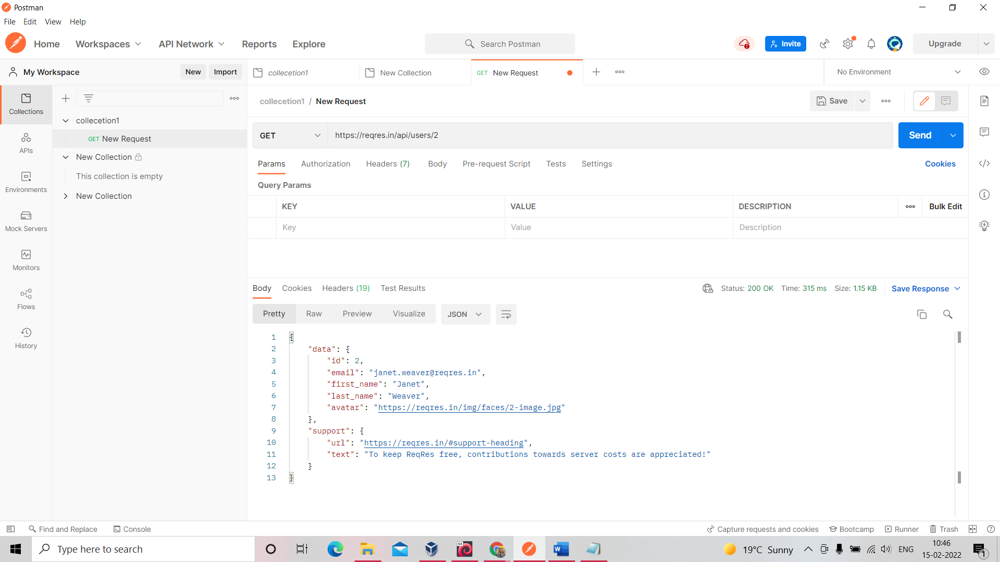 Postman
File Edit View Help
Home Workspaces API Network Reports Explore Search Postman Invite Upgrade
My Workspace New Import collecetion1 New Collection GET New Request No Environment
Collections
collecetion1 / New Request Save
collecetion1
GET New Request
New Collection
This collection is empty
New Collection
APIs
Environments
Mock Servers
Monitors
Flows
History
GET https://reqres.in/api/users/2 Send
Params Authorization Headers (7) Body Pre-request Script Tests Settings Cookies
Query Params
KEY VALUE DESCRIPTION Bulk Edit
Key Value Description
Body Cookies Headers (19) Test Results Status: 200 OK Time: 315 ms Size: 1.15 KB Save Response
Pretty Raw Preview Visualize JSON
1 {
2 "data": {
3 "id": 2,
4 "email": "janet.weaver@reqres.in",
5 "first_name": "Janet",
6 "last_name": "Weaver",
7 "avatar": "https://reqres.in/img/faces/2-image.jpg"
8 },
9 "support": {
10 "url": "https://reqres.in/#support-heading",
11 "text": "To keep ReqRes free, contributions towards server costs are appreciated!"
12 }
13 }
Find and Replace Console Capture requests and cookies Bootcamp Runner Trash
Type here to search 64 19°C Sunny ENG 10:46 15-02-2022 1